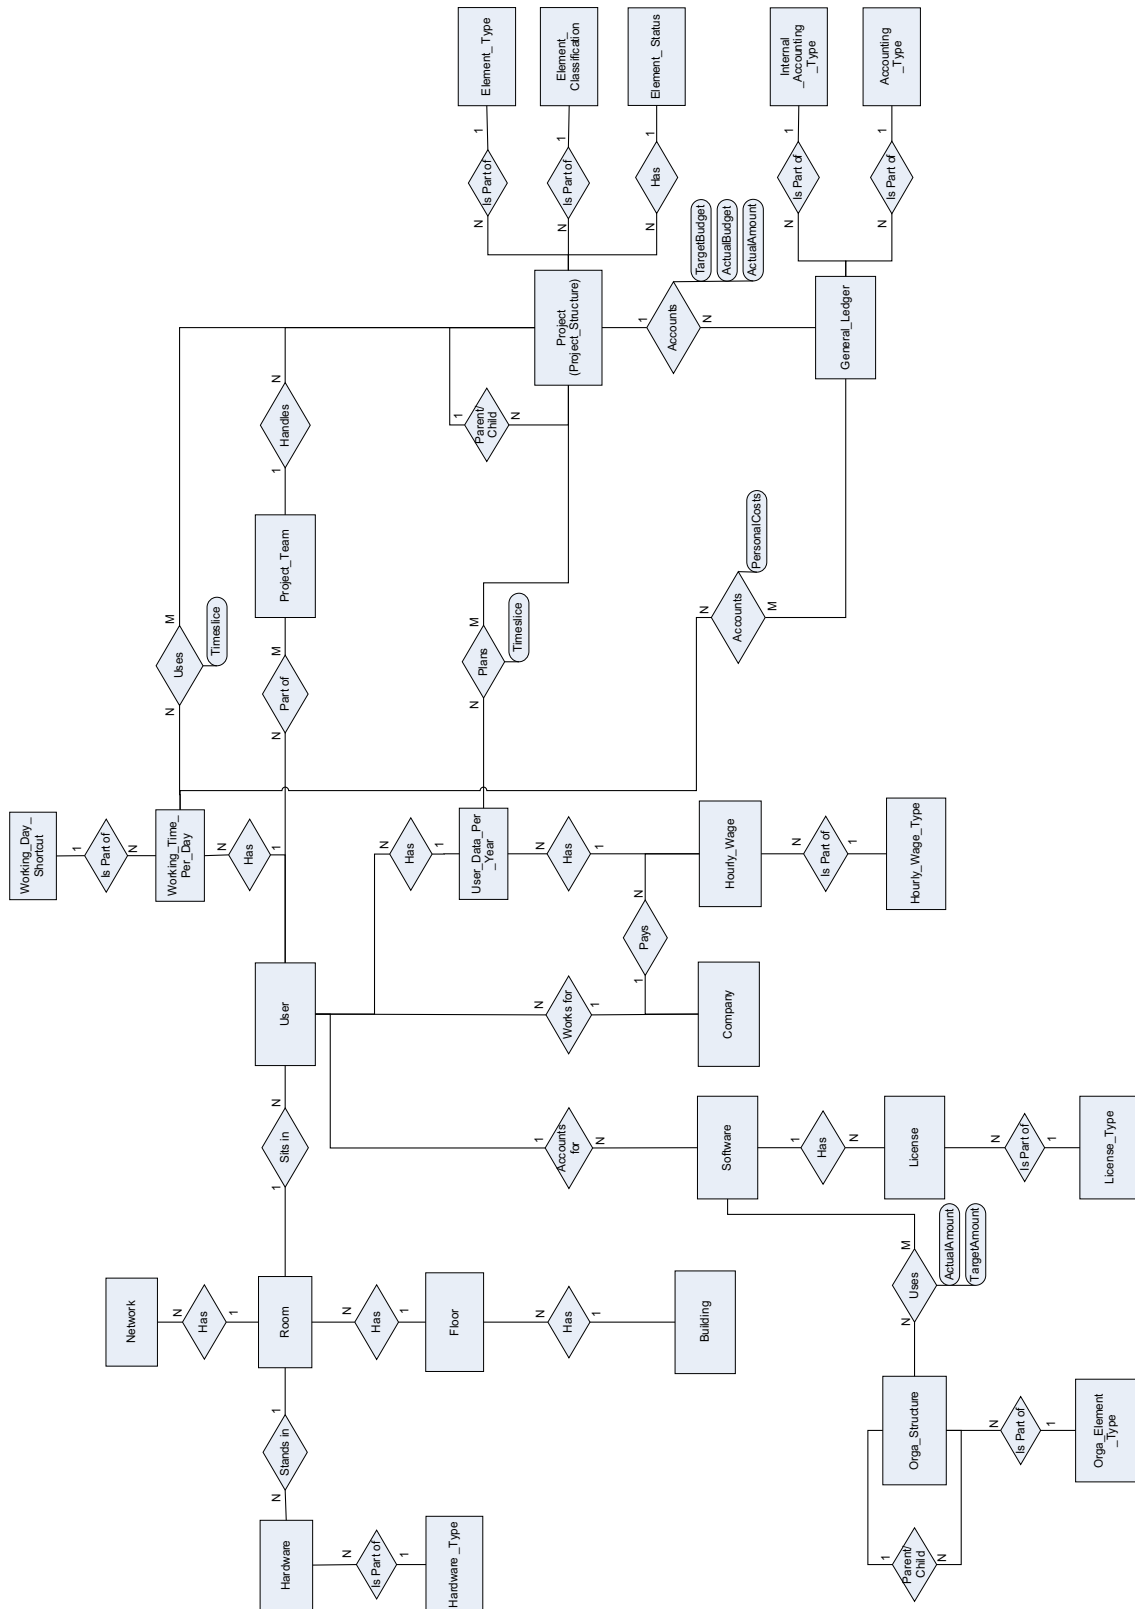 Working_Day_
Shortcut
1
Is Part of
N
Working_Time_
Per_Day
N
Uses
M
Timeslice
Network
N
Has
1
N
Has
1
Hardware
N
Stands in
1
Room
1
Sits in
N
User
N
Part of
M
Project_Team
1
Handles
N
N
Is Part of
1
Hardware_Type
N
Has
1
Floor
N
Has
1
Building
Has
1
User_Data_Per
_Year
N
Plans
M
Timeslice
1
Parent/
Child
N
Project
(Project_Structure)
N
Is Part of
1
Element_Type
N
Is Part of
1
Element_
Classification
N
Has
1
Element_Status
1
Accounts for
N
N
Works for
1
N
Has
1
1
Pays
N
1
Accounts
N
TargetBudget
ActualBudget
ActualAmount
Software
Company
Hourly_Wage
N
Accounts
M
PersonalCosts
General_Ledger
N
Is Part of
1
Internal
_Accounting
_Type
N
Is Part of
1
Accounting
_Type
1
Has
N
N
Is Part of
1
Hourly_Wage_Type
1
Parent/
Child
N
Orga_Structure
N
Uses
M
ActualAmount
TargetAmount
License
N
Is Part of
1
Orga_Element
_Type
N
Is Part of
1
License_Type